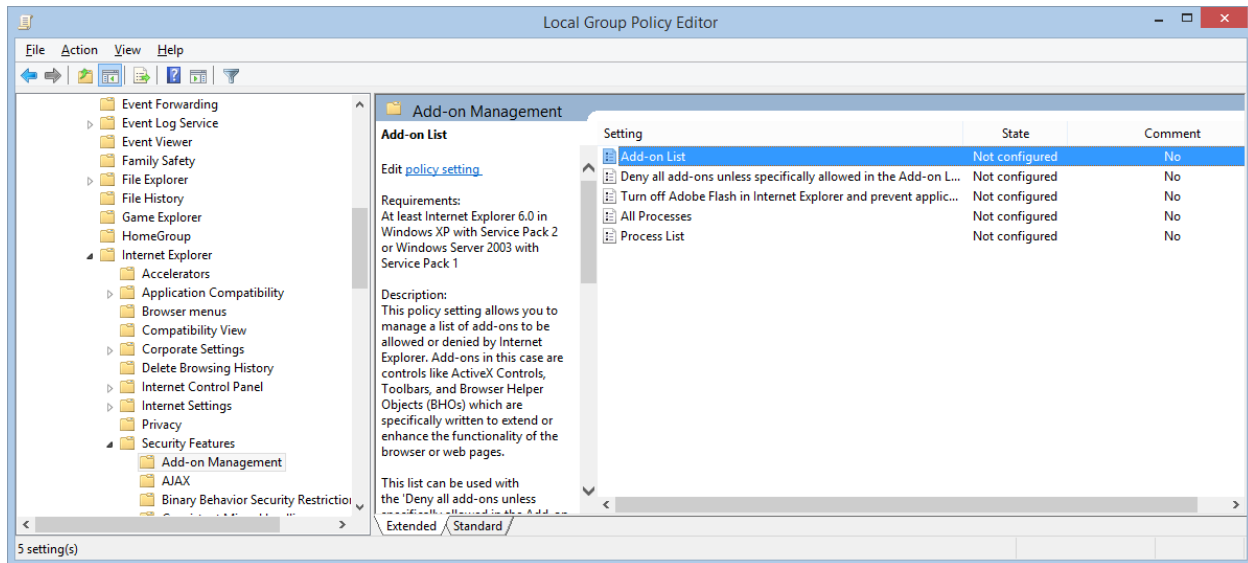 Local Group Policy Editor
File Action View Help
Event Forwarding
Event Log Service
Event Viewer
Family Safety
File Explorer
File History
Game Explorer
HomeGroup
Internet Explorer
Accelerators
Application Compatibility
Browser menus
Compatibility View
Corporate Settings
Delete Browsing History
Internet Control Panel
Internet Settings
Privacy
Security Features
Add-on Management
AJAX
Binary Behavior Security Restriction
Add-on Management
Add-on List
Edit policy setting
Requirements:
At least Internet Explorer 6.0 in
Windows XP with Service Pack 2
or Windows Server 2003 with
Service Pack 1
Description:
This policy setting allows you to
manage a list of add-ons to be
allowed or denied by Internet
Explorer. Add-ons in this case are
controls like ActiveX Controls,
Toolbars, and Browser Helper
Objects (BHOs) which are
specifically written to extend or
enhance the functionality of the
browser or web pages.
This list can be used with
the 'Deny all add-ons unless
specifically allowed in the Add-on
Setting State Comment
Add-on List Not configured No
Deny all add-ons unless specifically allowed in the Add-on L... Not configured No
Turn off Adobe Flash in Internet Explorer and prevent applic... Not configured No
All Processes Not configured No
Process List Not configured No
Extended Standard
5 setting(s)